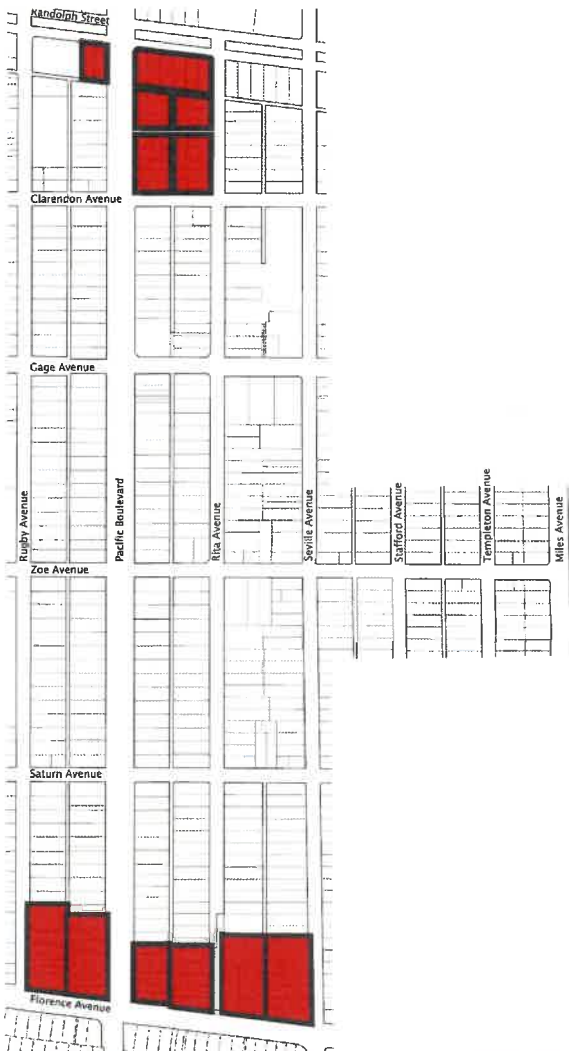 Randolph Street
Clarendon Avenue
Gage Avenue
Rugby Avenue
Pacific Boulevard
Rita Avenue
Seville Avenue
Stafford Avenue
Templeton Avenue
Miles Avenue
Zoe Avenue
Saturn Avenue
Florence Avenue